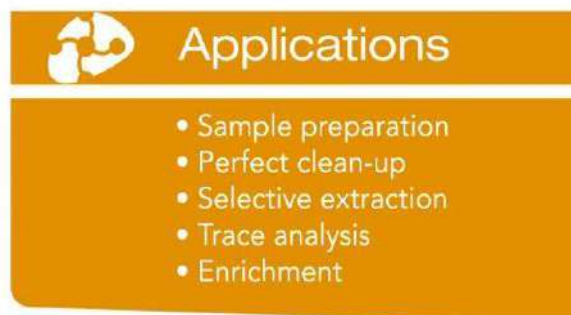 Applications
• Sample preparation
• Perfect clean-up
• Selective extraction
• Trace analysis
• Enrichment